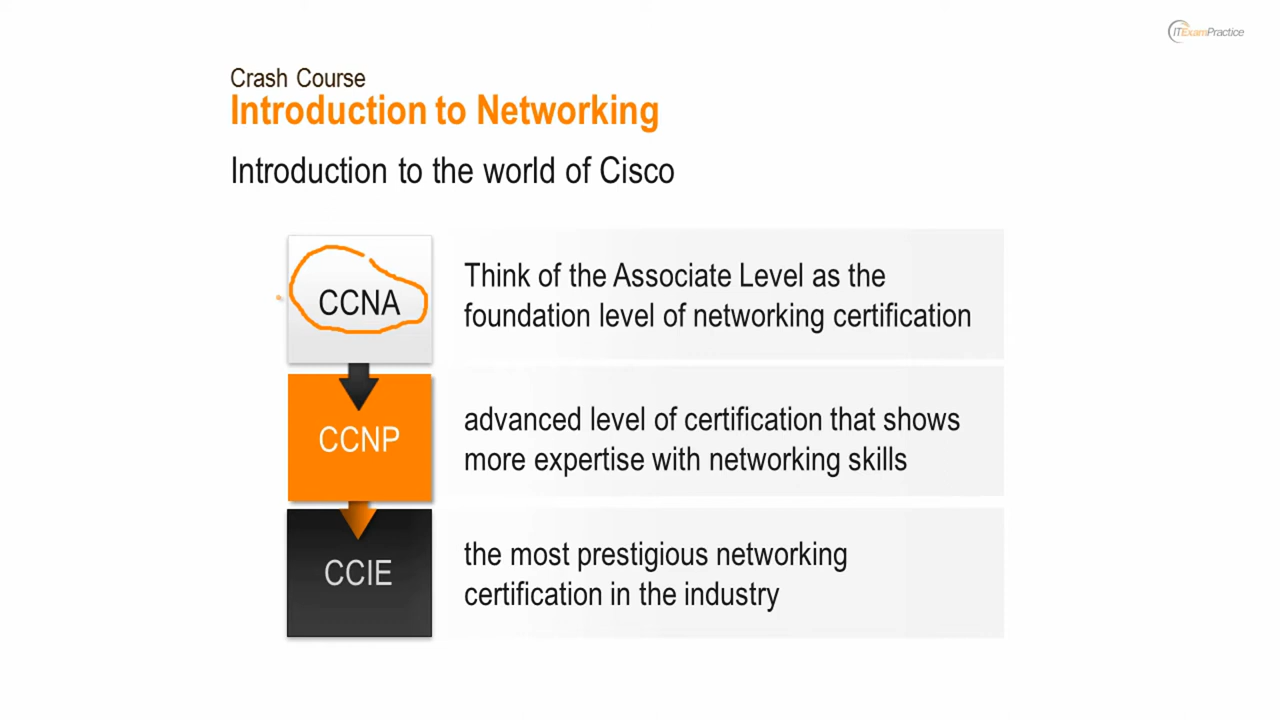 ITExamPractice
Crash Course
Introduction to Networking
Introduction to the world of Cisco
CCNA
Think of the Associate Level as the
foundation level of networking certification
CCNP
advanced level of certification that shows
more expertise with networking skills
CCIE
the most prestigious networking
certification in the industry